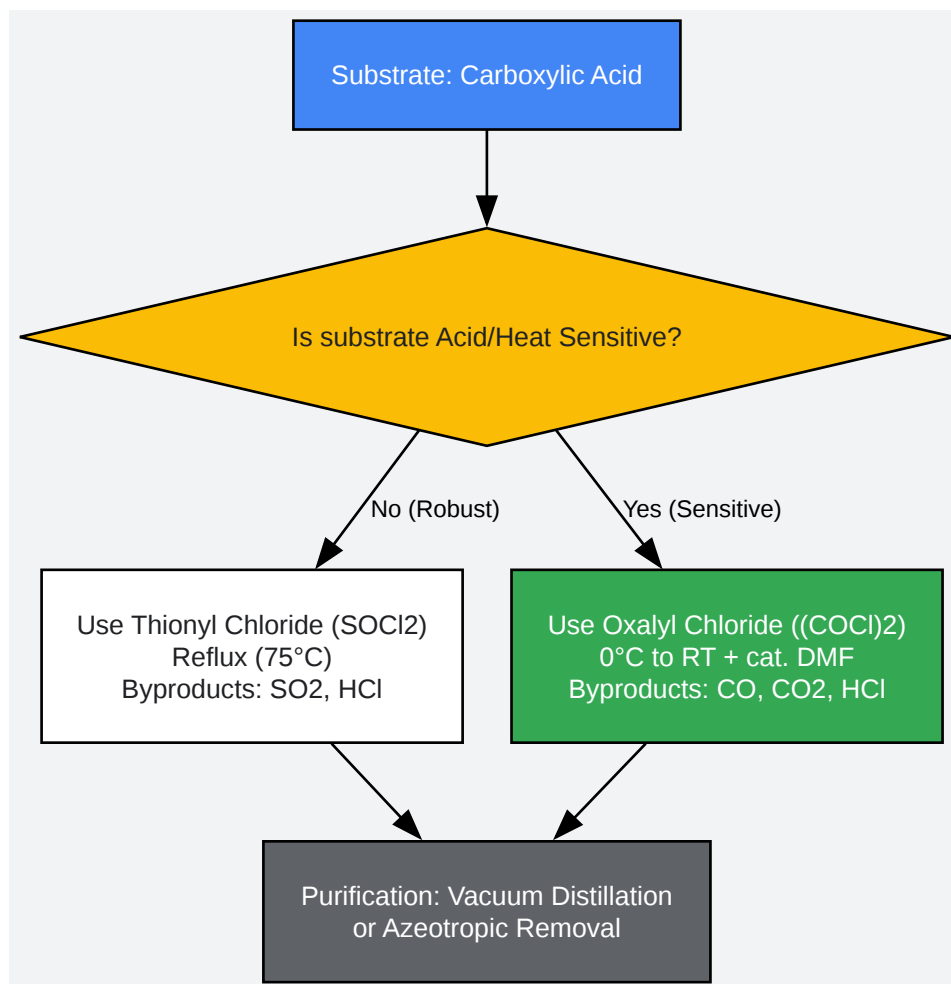 Substrate: Carboxylic Acid
Is substrate Acid/Heat Sensitive?
No (Robust)
Yes (Sensitive)
Use Thionyl Chloride (SOCl2)
Reflux (75°C)
Byproducts: SO2, HCl
Use Oxalyl Chloride ((COCl)2)
0°C to RT + cat. DMF
Byproducts: CO, CO2, HCl
Purification: Vacuum Distillation
or Azeotropic Removal